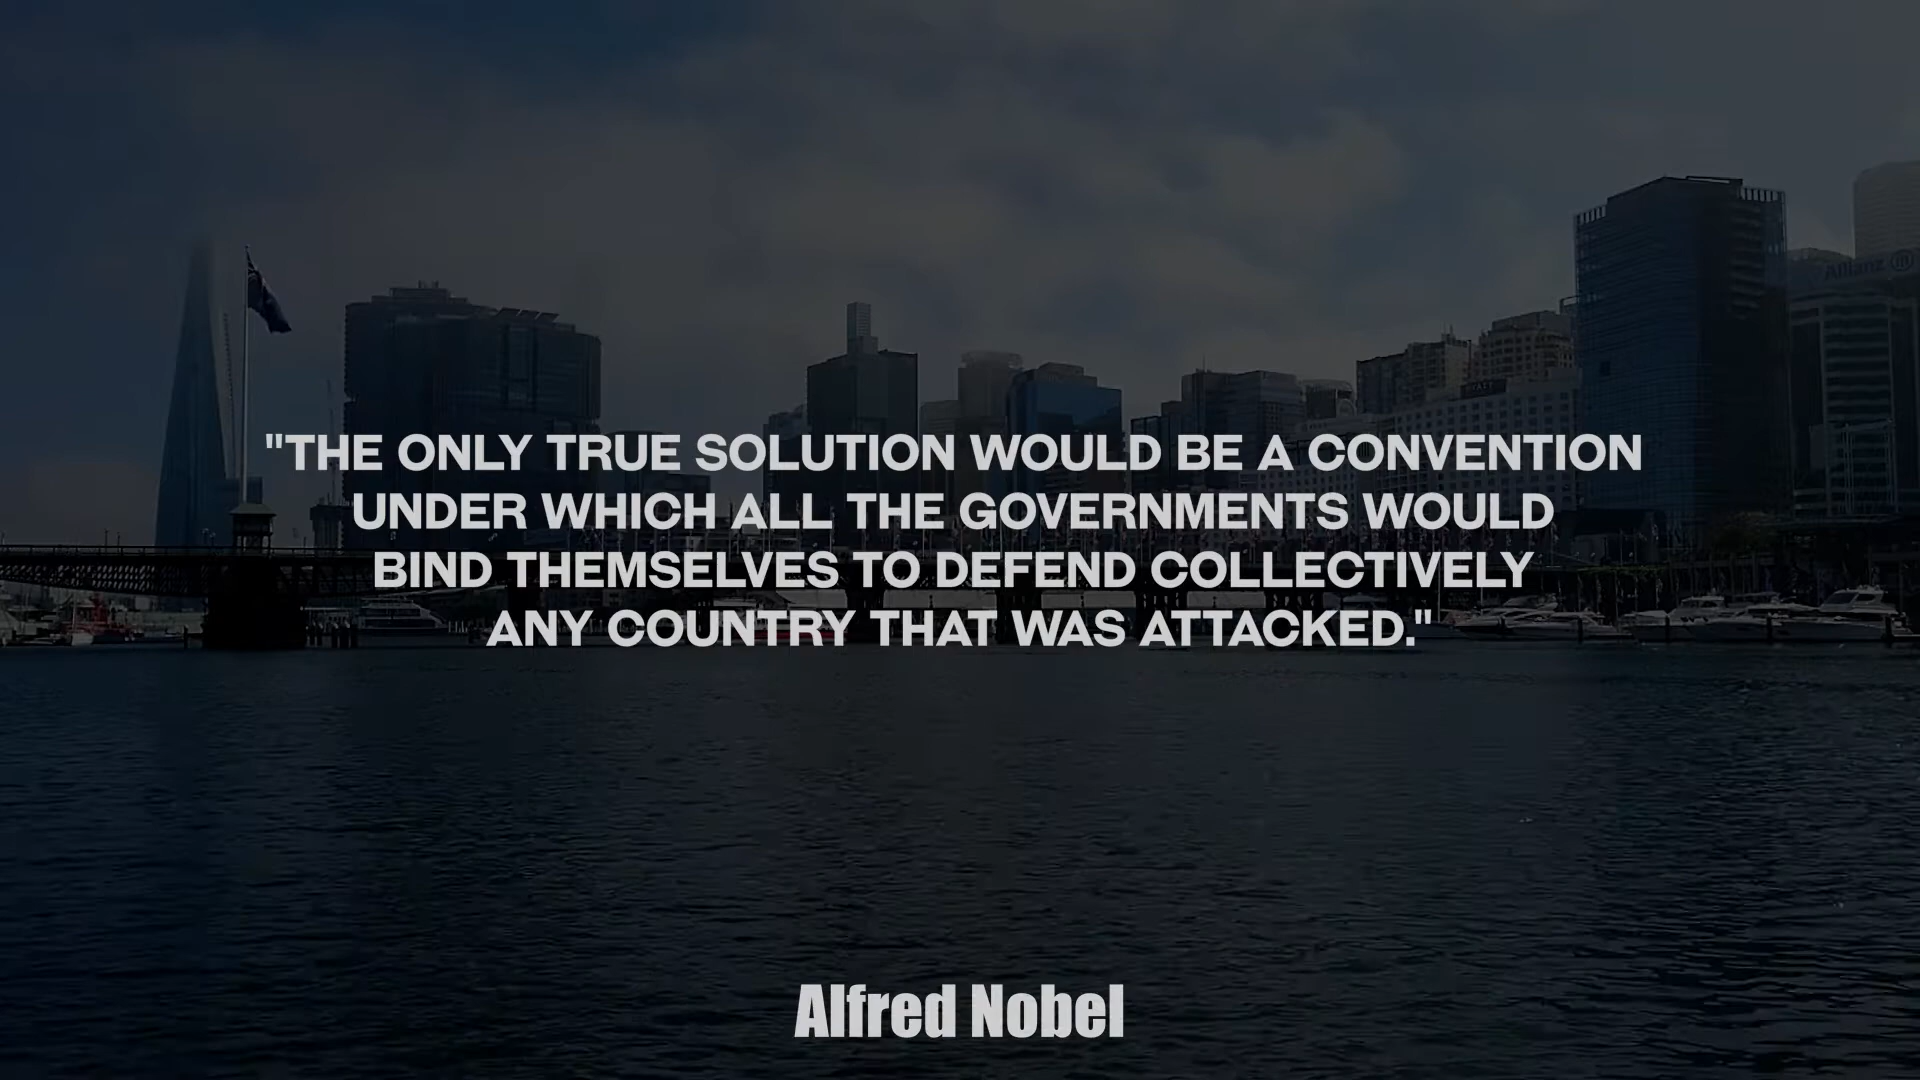 "THE ONLY TRUE SOLUTION WOULD BE A CONVENTION
UNDER WHICH ALL THE GOVERNMENTS WOULD
BIND THEMSELVES TO DEFEND COLLECTIVELY
ANY COUNTRY THAT WAS ATTACKED."
Alfred Nobel
Allianz